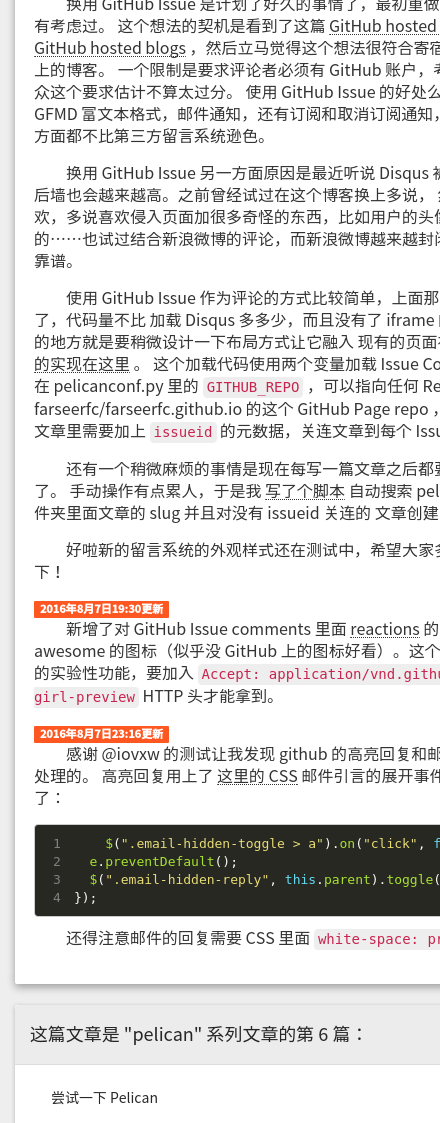 换用 GitHub Issue 是计划了好久的事情了，最初重做
有考虑过。 这个想法的契机是看到了这篇 GitHub hosted
GitHub hosted blogs ，然后立马觉得这个想法很符合寄宿
上的博客。 一个限制是要求评论者必须有 GitHub 账户，考
众这个要求估计不算太过分。 使用 GitHub Issue 的好处么
GFMD 富文本格式，邮件通知，还有订阅和取消订阅通知，
方面都不比第三方留言系统逊色。
换用 GitHub Issue 另一方面原因是最近听说 Disqus 被
后墙也会越来越高。之前曾经试过在这个博客换上多说，
欢，多说喜欢侵入页面加很多奇怪的东西，比如用户的头像
的……也试过结合新浪微博的评论，而新浪微博越来越封闭
靠谱。
使用 GitHub Issue 作为评论的方式比较简单，上面那
了，代码量不比 加载 Disqus 多多少，而且没有了 iframe
的地方就是要稍微设计一下布局方式让它融入 现有的页面布
的实现在这里 。 这个加载代码使用两个变量加载 Issue Co
在 pelicanconf.py 里的 GITHUB_REPO ，可以指向任何 Re
farseerfc/farseerfc.github.io 的这个 GitHub Page repo ，
文章里需要加上 issueid 的元数据，关连文章到每个 Issu
还有一个稍微麻烦的事情是现在每写一篇文章之后都要
了。 手动操作有点累人，于是我 写了个脚本 自动搜索 pel
件夹里面文章的 slug 并且对没有 issueid 关连的 文章创建
好啦新的留言系统的外观样式还在测试中，希望大家多
下！
2016年8月7日19:30更新
新增了对 GitHub Issue comments 里面 reactions 的
awesome 的图标（似乎没 GitHub 上的图标好看）。这个
的实验性功能，要加入 Accept: application/vnd.githu
girl-preview HTTP 头才能拿到。
2016年8月7日23:16更新
感谢 @iovxw 的测试让我发现 github 的高亮回复和邮
处理的。 高亮回复用上了 这里的 CSS 邮件引言的展开事件
了：
1 $(".email-hidden-toggle > a").on("click", f
2 e.preventDefault();
3 $(".email-hidden-reply", this.parent).toggle(
4 });
还得注意邮件的回复需要 CSS 里面 white-space: pr
这篇文章是 "pelican" 系列文章的第 6 篇：
尝试一下 Pelican